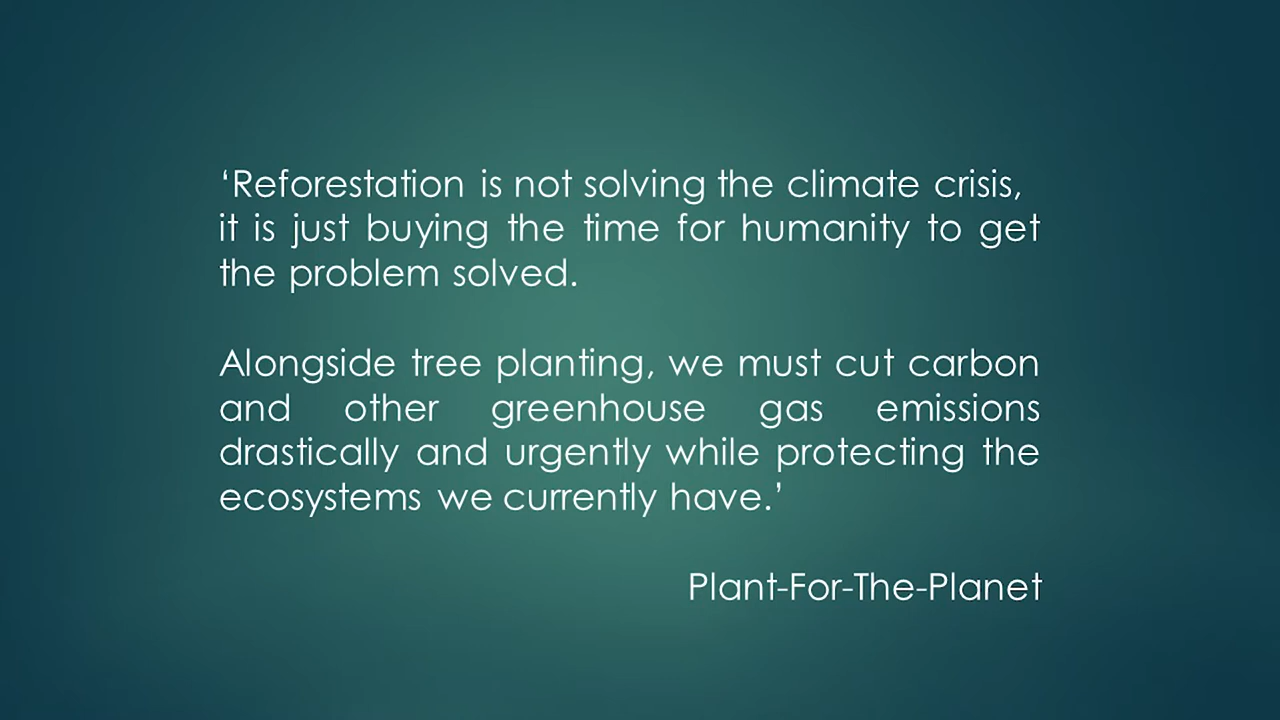 ‘Reforestation is not solving the climate crisis,
it is just buying the time for humanity to get
the problem solved.
Alongside tree planting, we must cut carbon
and other greenhouse gas emissions
drastically and urgently while protecting the
ecosystems we currently have.’
Plant-For-The-Planet